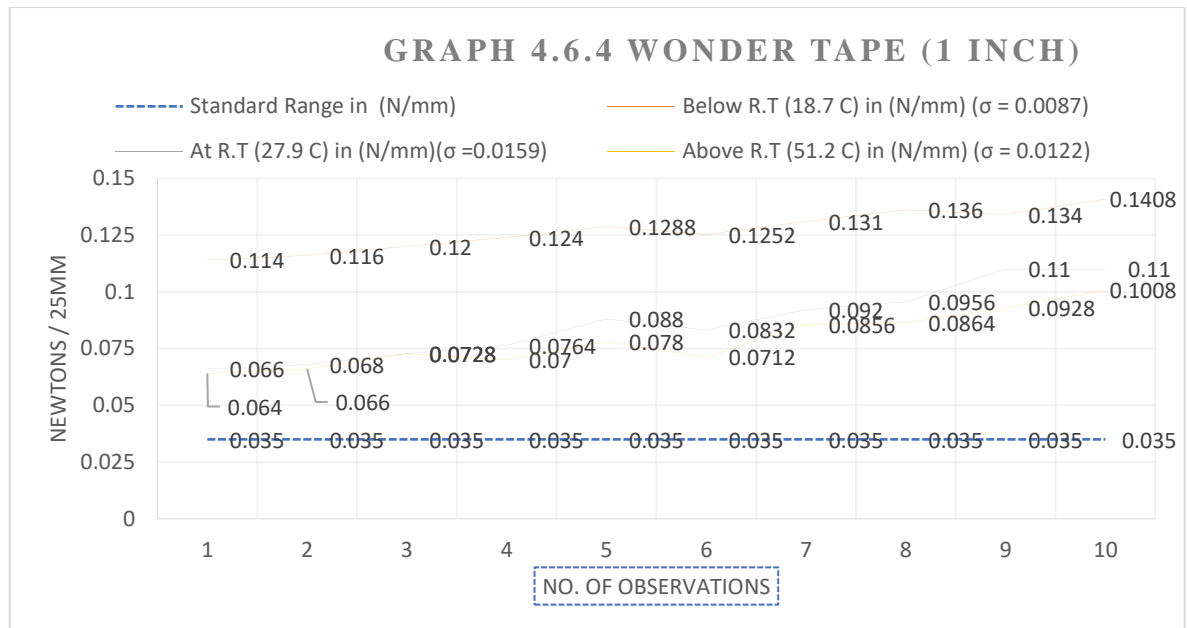 GRAPH 4.6.4 WONDER TAPE (1 INCH)
Standard Range in (N/mm)
Below R.T (18.7 C) in (N/mm) (σ = 0.0087)
At R.T (27.9 C) in (N/mm)(σ =0.0159)
Above R.T (51.2 C) in (N/mm) (σ = 0.0122)
NEWTONS / 25MM
0.15
0.125
0.1
0.075
0.05
0.025
0
0.114 0.116 0.12 0.124 0.1288 0.1252 0.131 0.136 0.134 0.1408
0.066 0.068 0.0728 0.0764 0.088 0.0832 0.092 0.0956 0.11 0.11
0.064 0.066 0.0728 0.07 0.078 0.0712 0.0856 0.0864 0.0928 0.1008
0.035 0.035 0.035 0.035 0.035 0.035 0.035 0.035 0.035 0.035
1 2 3 4 5 6 7 8 9 10
NO. OF OBSERVATIONS